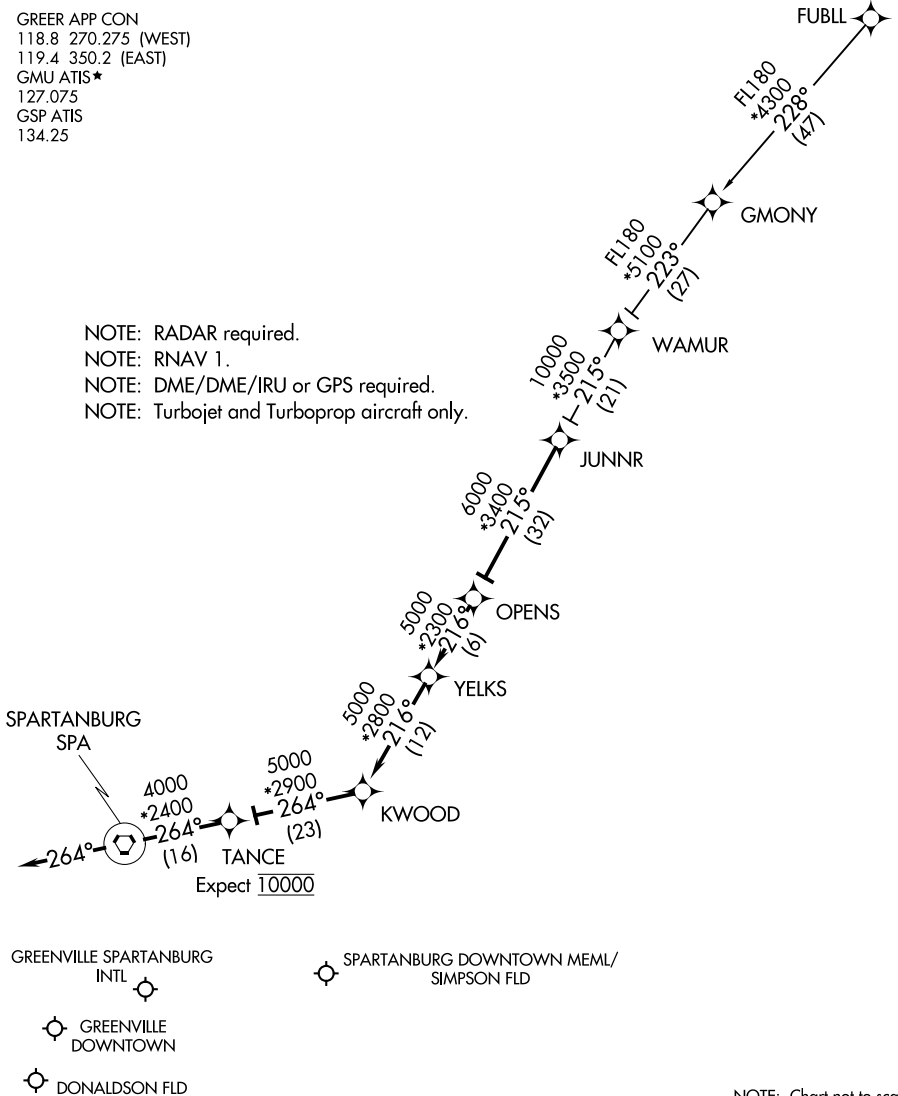 GREER APP CON
118.8 270.275 (WEST)
119.4 350.2 (EAST)
GMU ATIS★
127.075
GSP ATIS
134.25
FUBLL
FL180
*4300
228°
(47)
GMONY
FL180
*5100
223°
(27)
WAMUR
NOTE: RADAR required.
NOTE: RNAV 1.
NOTE: DME/DME/IRU or GPS required.
NOTE: Turbojet and Turboprop aircraft only.
10000
*3500
215°
(21)
JUNNR
6000
*3400
215°
(32)
OPENS
5000
*2300
216°
(6)
YELKS
5000
*2800
216°
(12)
KWOOD
5000
*2900
264°
(23)
TANCE
Expect 10000
SPARTANBURG
SPA
4000
*2400
264°
(16)
264°
GREENVILLE SPARTANBURG
INTL
SPARTANBURG DOWNTOWN MEML/
SIMPSON FLD
GREENVILLE
DOWNTOWN
DONALDSON FLD
NOTE: Chart not to